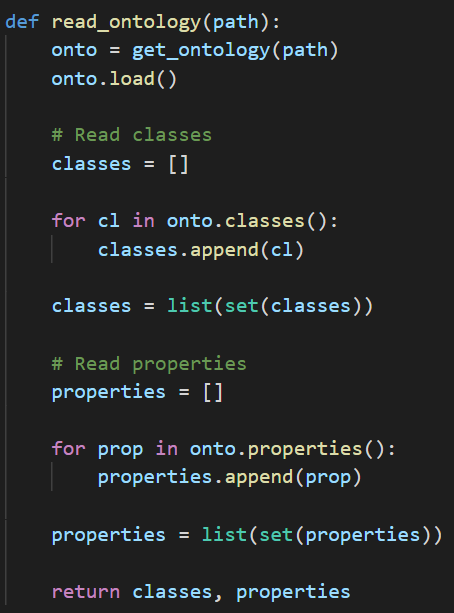 def read_ontology(path):
    onto = get_ontology(path)
    onto.load()

    # Read classes
    classes = []

    for cl in onto.classes():
        classes.append(cl)

    classes = list(set(classes))

    # Read properties
    properties = []

    for prop in onto.properties():
        properties.append(prop)

    properties = list(set(properties))

    return classes, properties